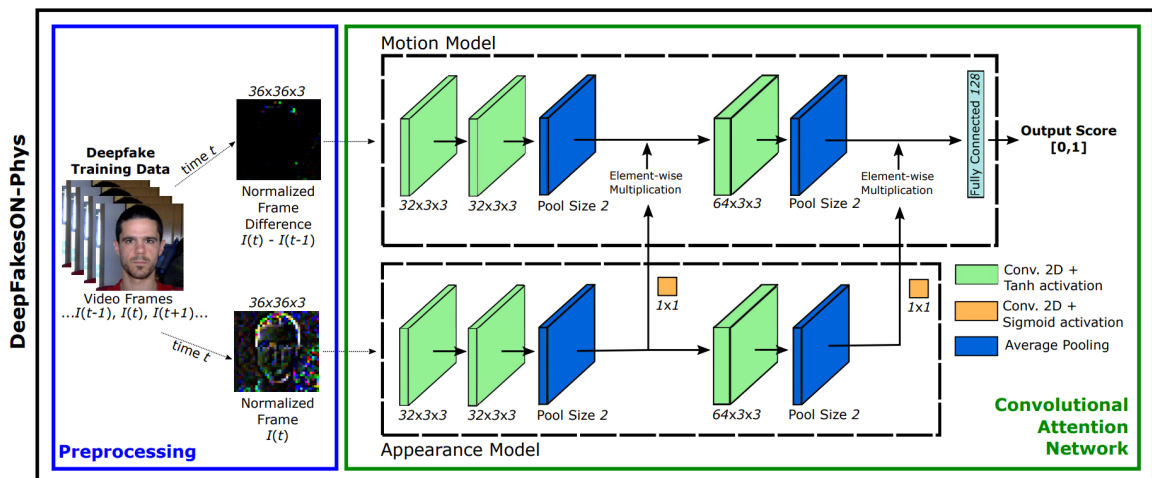 DeepFakesON-Phys
Deepfake
Training Data
Video Frames
...I(t-1), I(t), I(t+1)...
time t
time t
36x36x3
Normalized
Frame
Difference
I(t) - I(t-1)
36x36x3
Normalized
Frame
I(t)
Preprocessing
Motion Model
32x3x3
32x3x3
Pool Size 2
Element-wise
Multiplication
64x3x3
Pool Size 2
Element-wise
Multiplication
Fully Connected 128
Output Score
[0,1]
1x1
1x1
32x3x3
32x3x3
Pool Size 2
64x3x3
Pool Size 2
Appearance Model
Conv. 2D +
Tanh activation
Conv. 2D +
Sigmoid activation
Average Pooling
Convolutional
Attention
Network